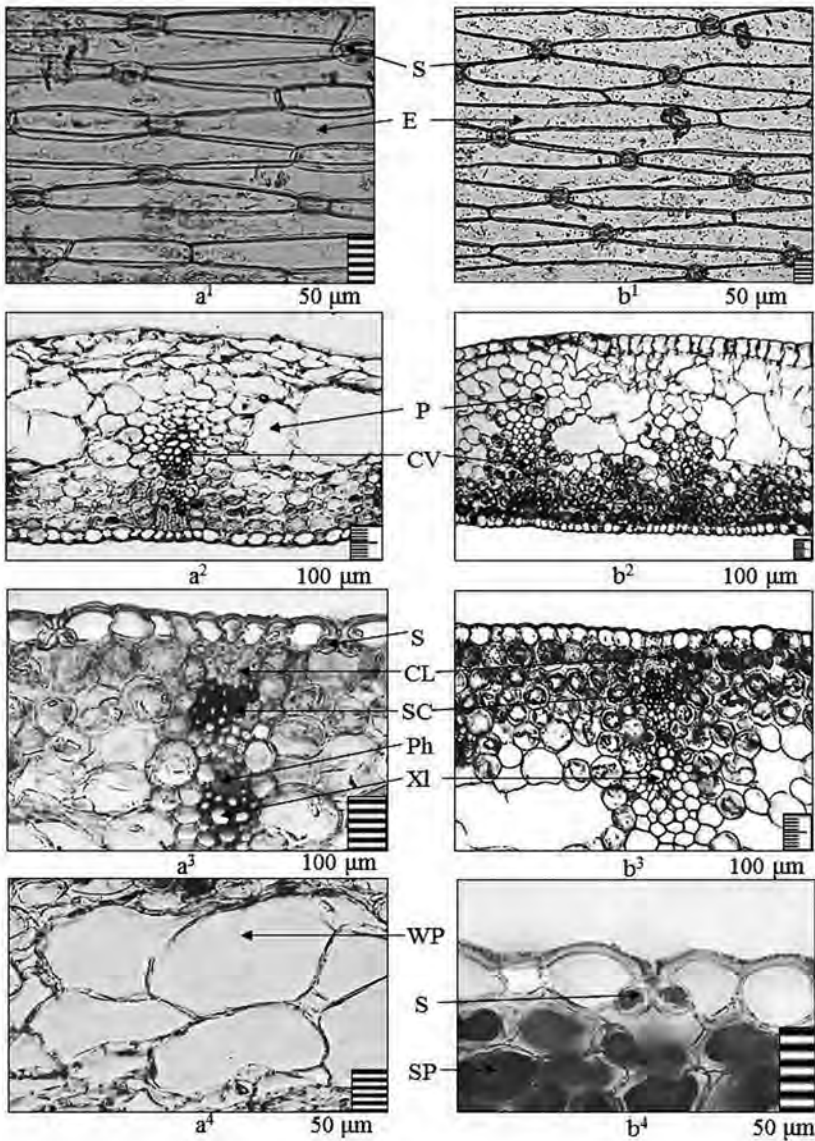 S
E
a¹ 50 µm b¹ 50 µm
P
CV
a² 100 µm b² 100 µm
S
CL
SC
Ph
Xl
a³ 100 µm b³ 100 µm
WP
S
SP
a⁴ 50 µm b⁴ 50 µm